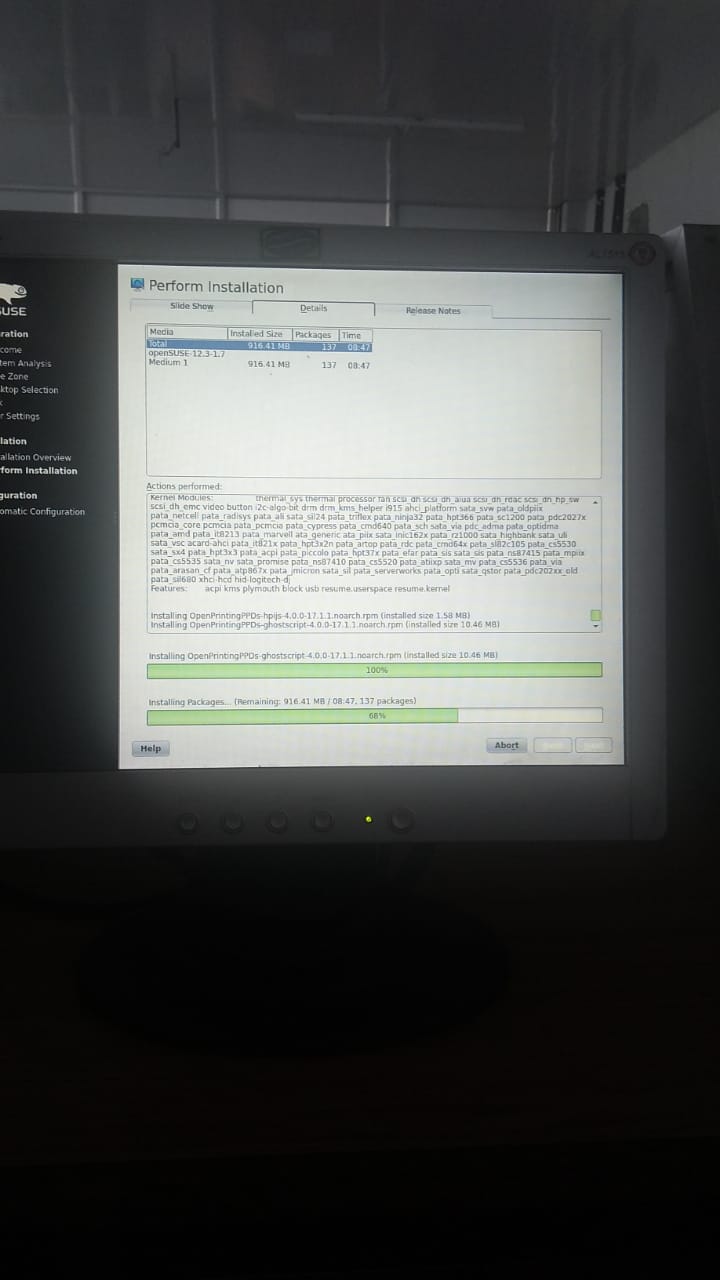 AL1515
SUSE
Perform Installation
Slide Show
Details
Release Notes
ration
come
tem Analysis
e Zone
ktop Selection
k
r Settings
lation
allation Overview
form Installation
guration
omatic Configuration
Media Installed Size Packages Time
Total 916.41 MB 137 08:47
openSUSE-12.3-1.7
Medium 1 916.41 MB 137 08:47
Actions performed:
Kernel Modules: thermal_sys thermal processor fan scsi_dh scsi_dh_alua scsi_dh_rdac scsi_dh_hp_sw
scsi_dh_emc video button i2c-algo-bit drm drm_kms_helper i915 ahci_platform sata_svw pata_oldpiix
pata_netcell pata_radisys pata_ali sata_sil24 pata_triflex pata_ninja32 pata_hpt366 pata_sc1200 pata_pdc2027x
pcmcia_core pcmcia pata_pcmcia pata_cypress pata_cmd640 pata_sch sata_via pdc_adma pata_optidma
pata_amd pata_it8213 pata_marvell ata_generic ata_piix sata_inic162x pata_rz1000 sata_highbank sata_uli
sata_vsc acard-ahci pata_it821x pata_hpt3x2n pata_artop pata_rdc pata_cmd64x pata_sl82c105 pata_cs5530
sata_sx4 pata_hpt3x3 pata_acpi pata_piccolo pata_hpt37x pata_efar pata_sis sata_sis pata_ns87415 pata_mpiix
pata_cs5535 sata_nv sata_promise pata_ns87410 pata_cs5520 pata_atiixp sata_mv pata_cs5536 pata_via
pata_arasan_cf pata_atp867x pata_jmicron sata_sil pata_serverworks pata_opti sata_qstor pata_pdc202xx_old
pata_sil680 xhci-hcd hid-logitech-dj
Features: acpi kms plymouth block usb resume.userspace resume.kernel
Installing OpenPrintingPPDs-hpijs-4.0.0-17.1.1.noarch.rpm (installed size 1.58 MB)
Installing OpenPrintingPPDs-ghostscript-4.0.0-17.1.1.noarch.rpm (installed size 10.46 MB)
Installing OpenPrintingPPDs-ghostscript-4.0.0-17.1.1.noarch.rpm (installed size 10.46 MB)
100%
Installing Packages... (Remaining: 916.41 MB / 08:47, 137 packages)
68%
Help
Abort